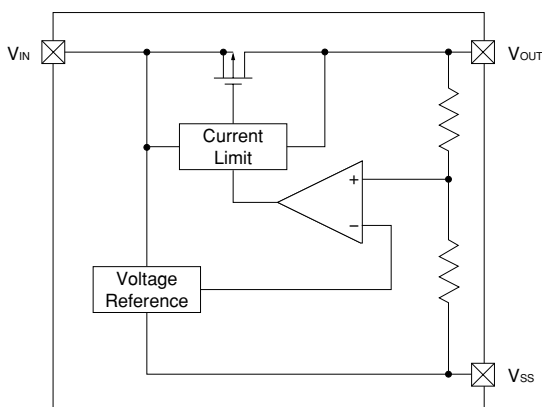 VIN
VOUT
Current
Limit
+
−
Voltage
Reference
VSS